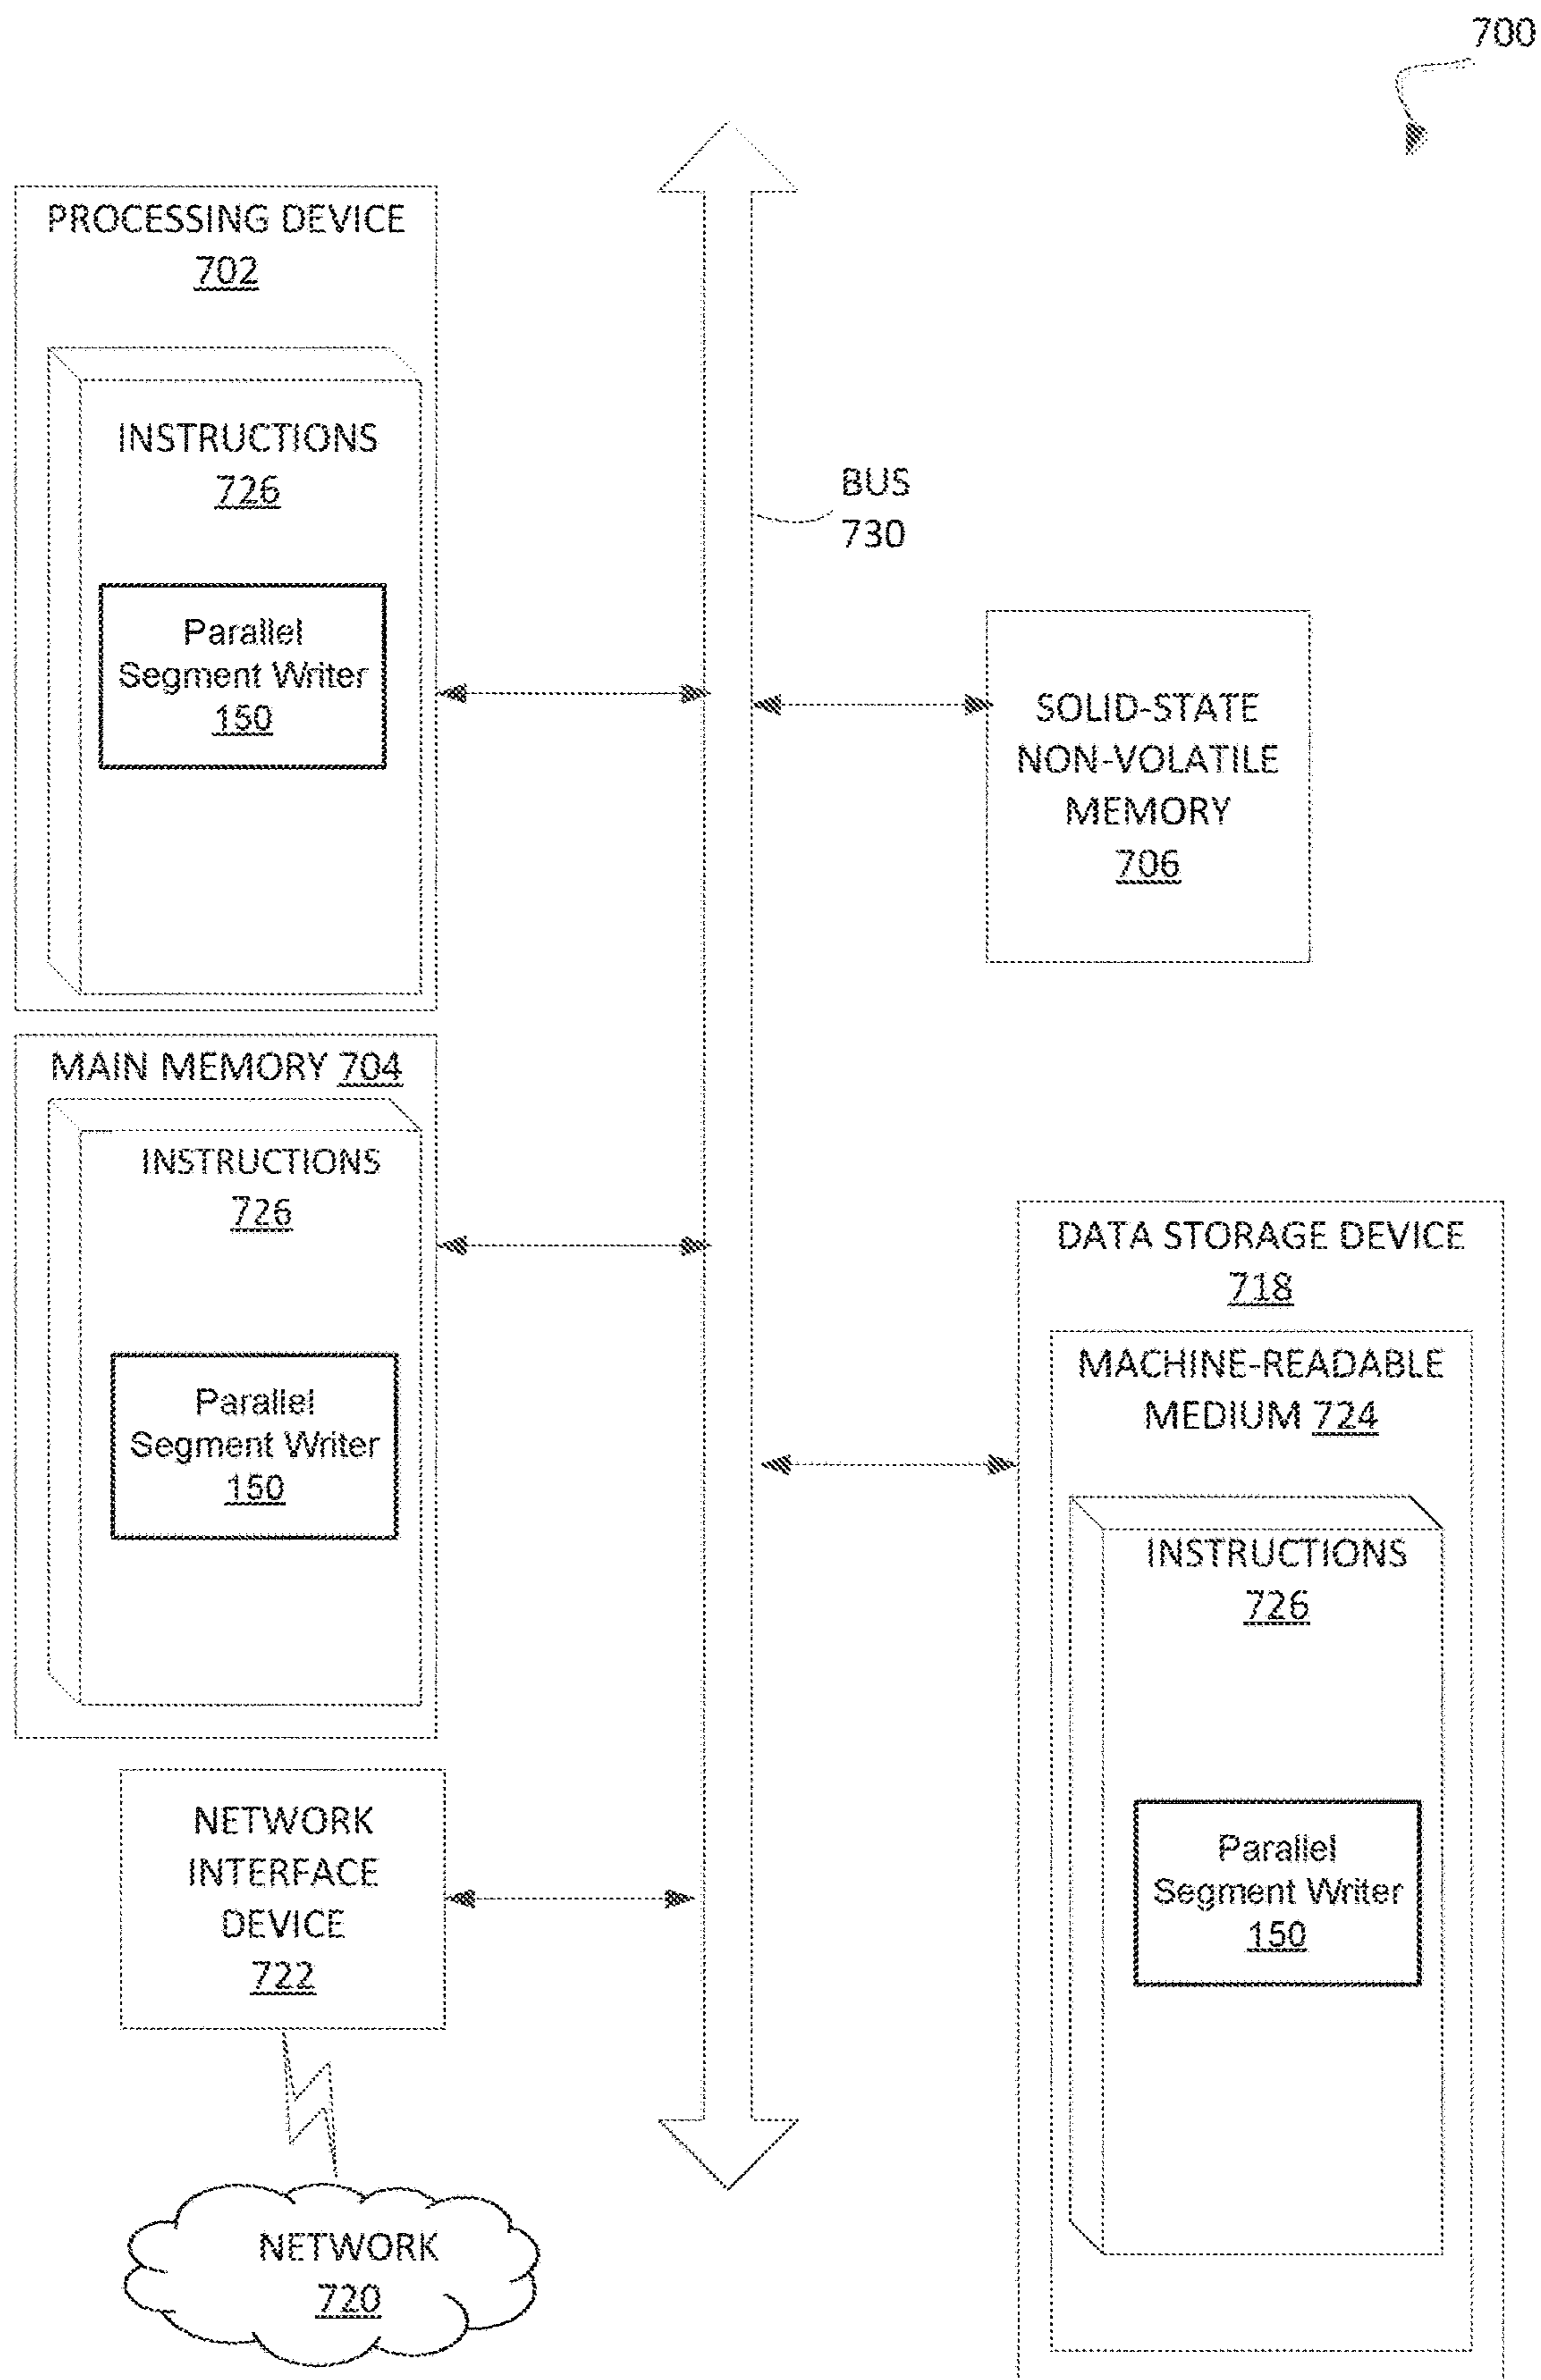 700
PROCESSING DEVICE
702
INSTRUCTIONS
726
Parallel
Segment Writer
150
BUS
730
SOLID-STATE
NON-VOLATILE
MEMORY
706
MAIN MEMORY 704
INSTRUCTIONS
726
Parallel
Segment Writer
150
DATA STORAGE DEVICE
718
MACHINE-READABLE
MEDIUM 724
INSTRUCTIONS
726
Parallel
Segment Writer
150
NETWORK
INTERFACE
DEVICE
722
NETWORK
720